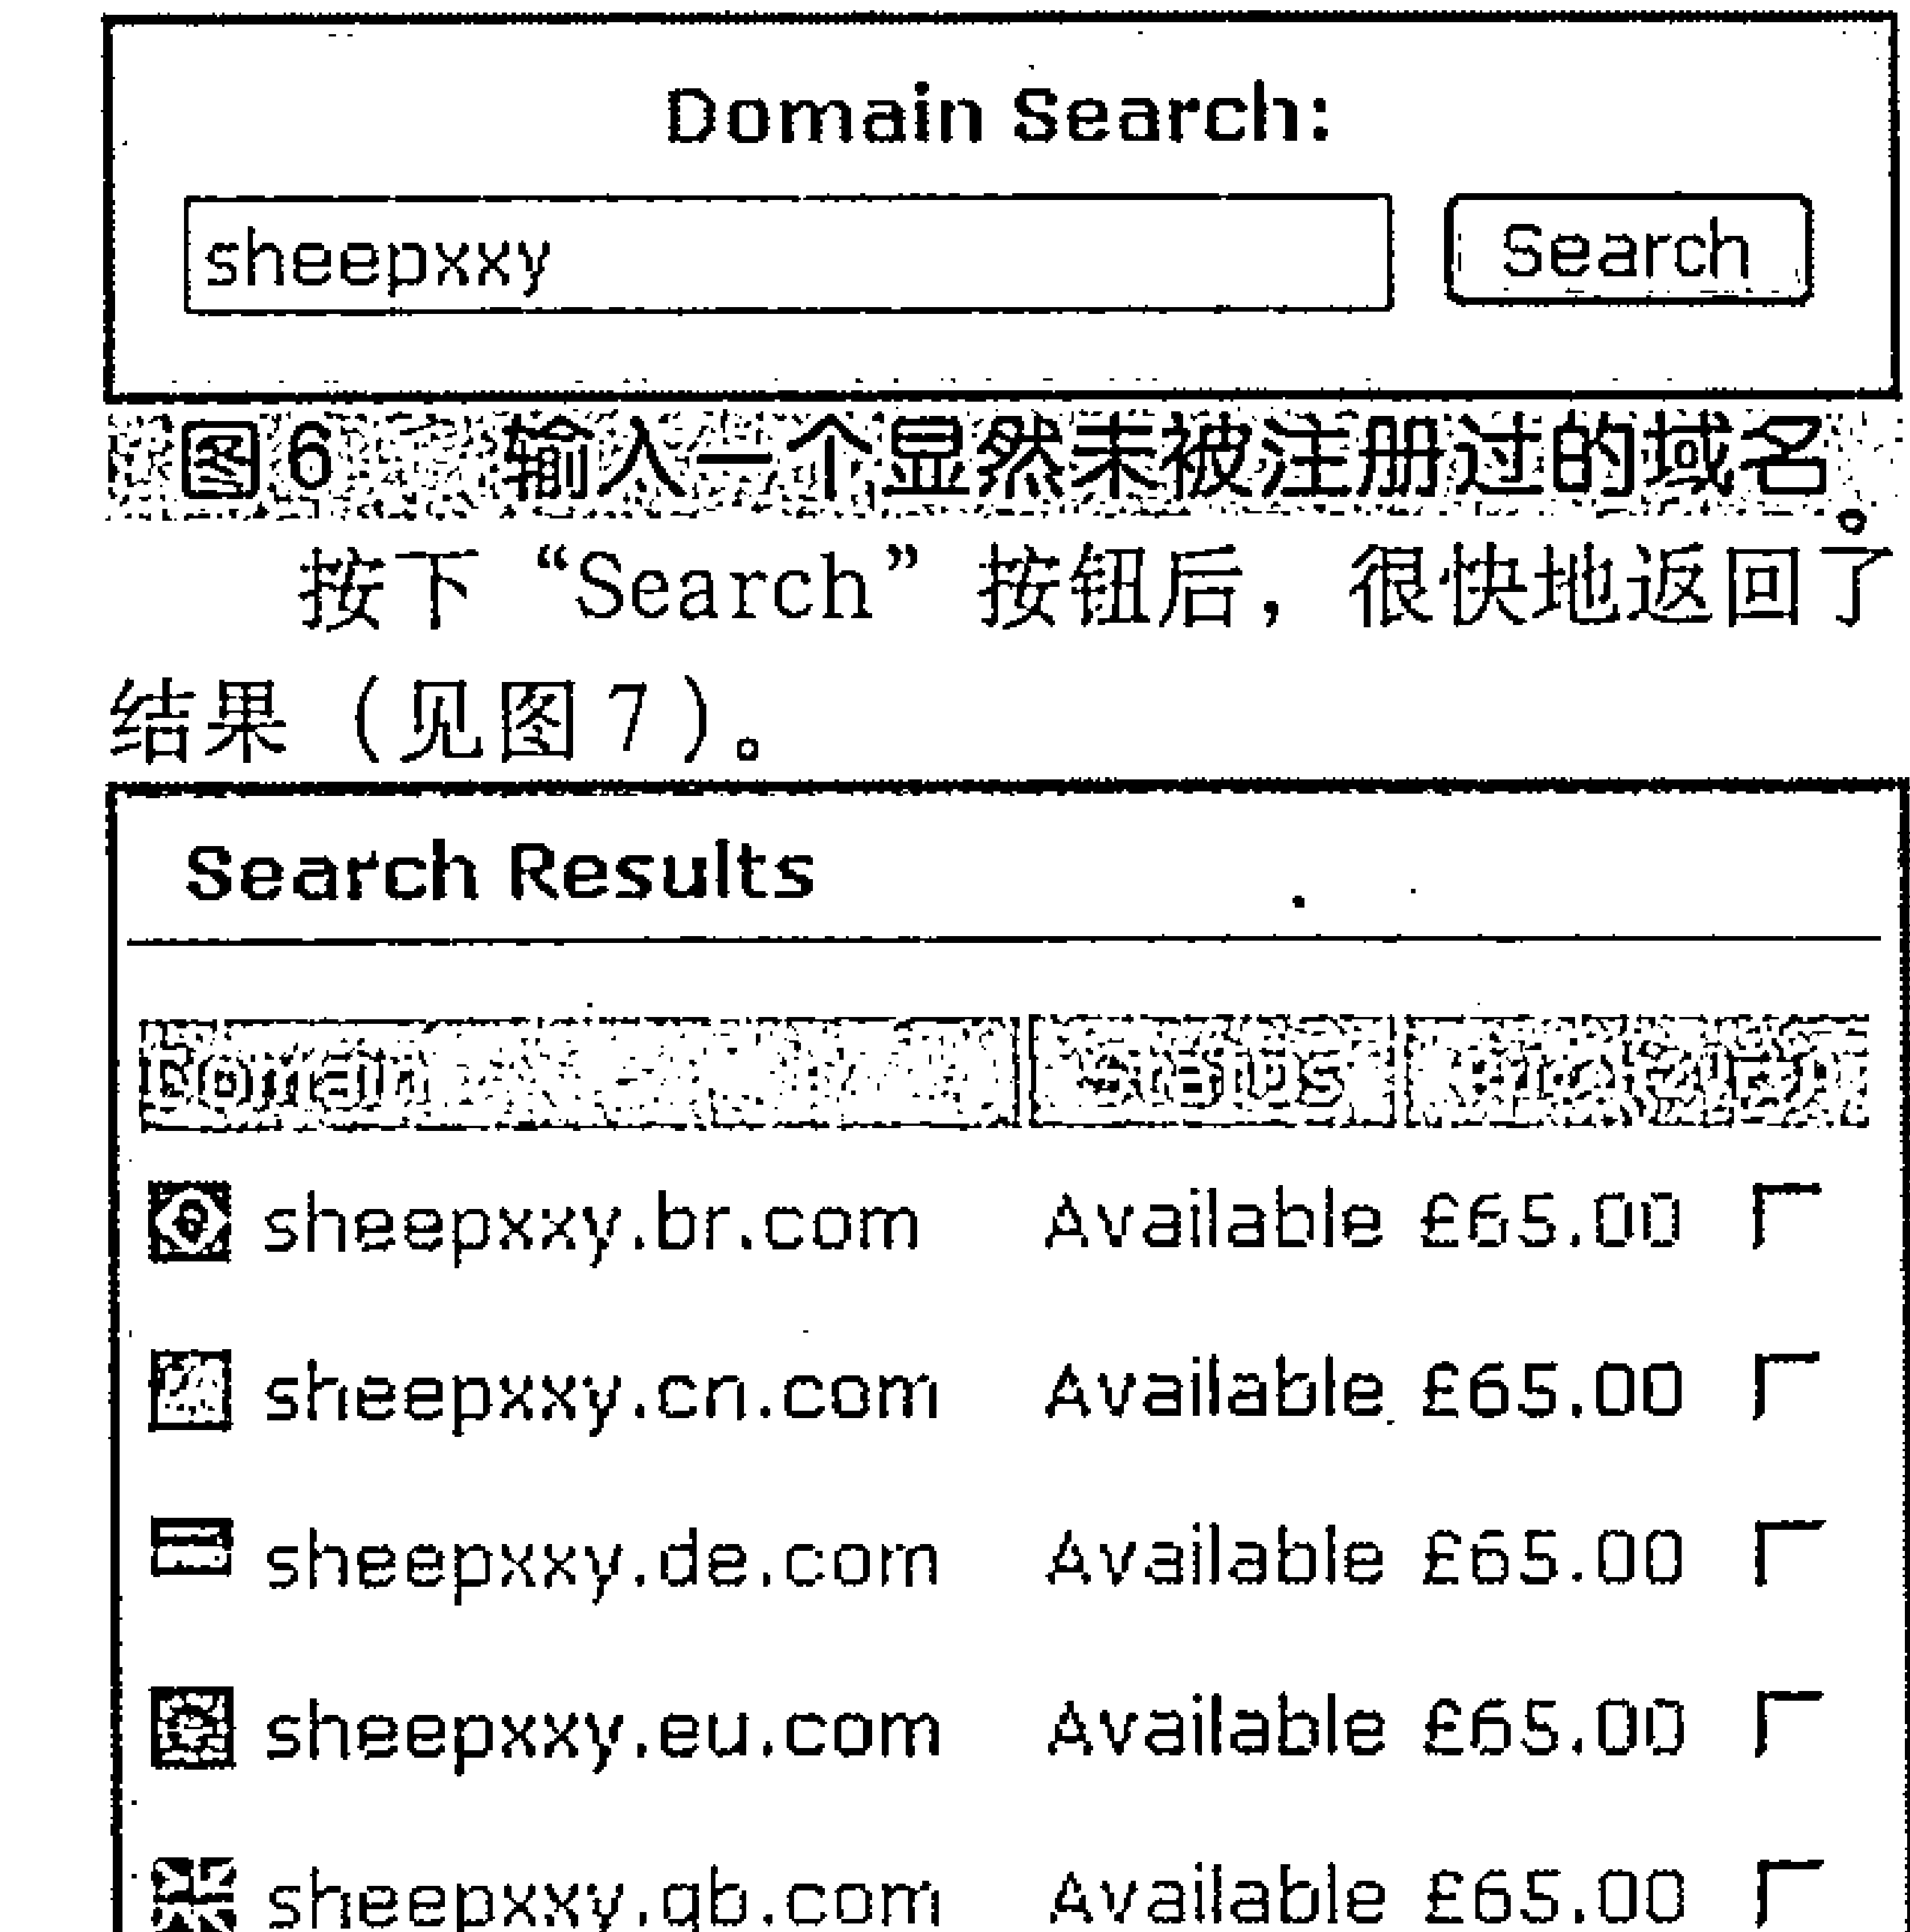 Domain Search:
sheepxxy
Search
图6 输入一个显然未被注册过的域名。
按下“Search”按钮后，很快地返回了
结果（见图7）。
Search Results
Domain Status
sheepxxy.br.com Available £65.00
sheepxxy.cn.com Available £65.00
sheepxxy.de.com Available £65.00
sheepxxy.eu.com Available £65.00
sheepxxy.gb.com Available £65.00